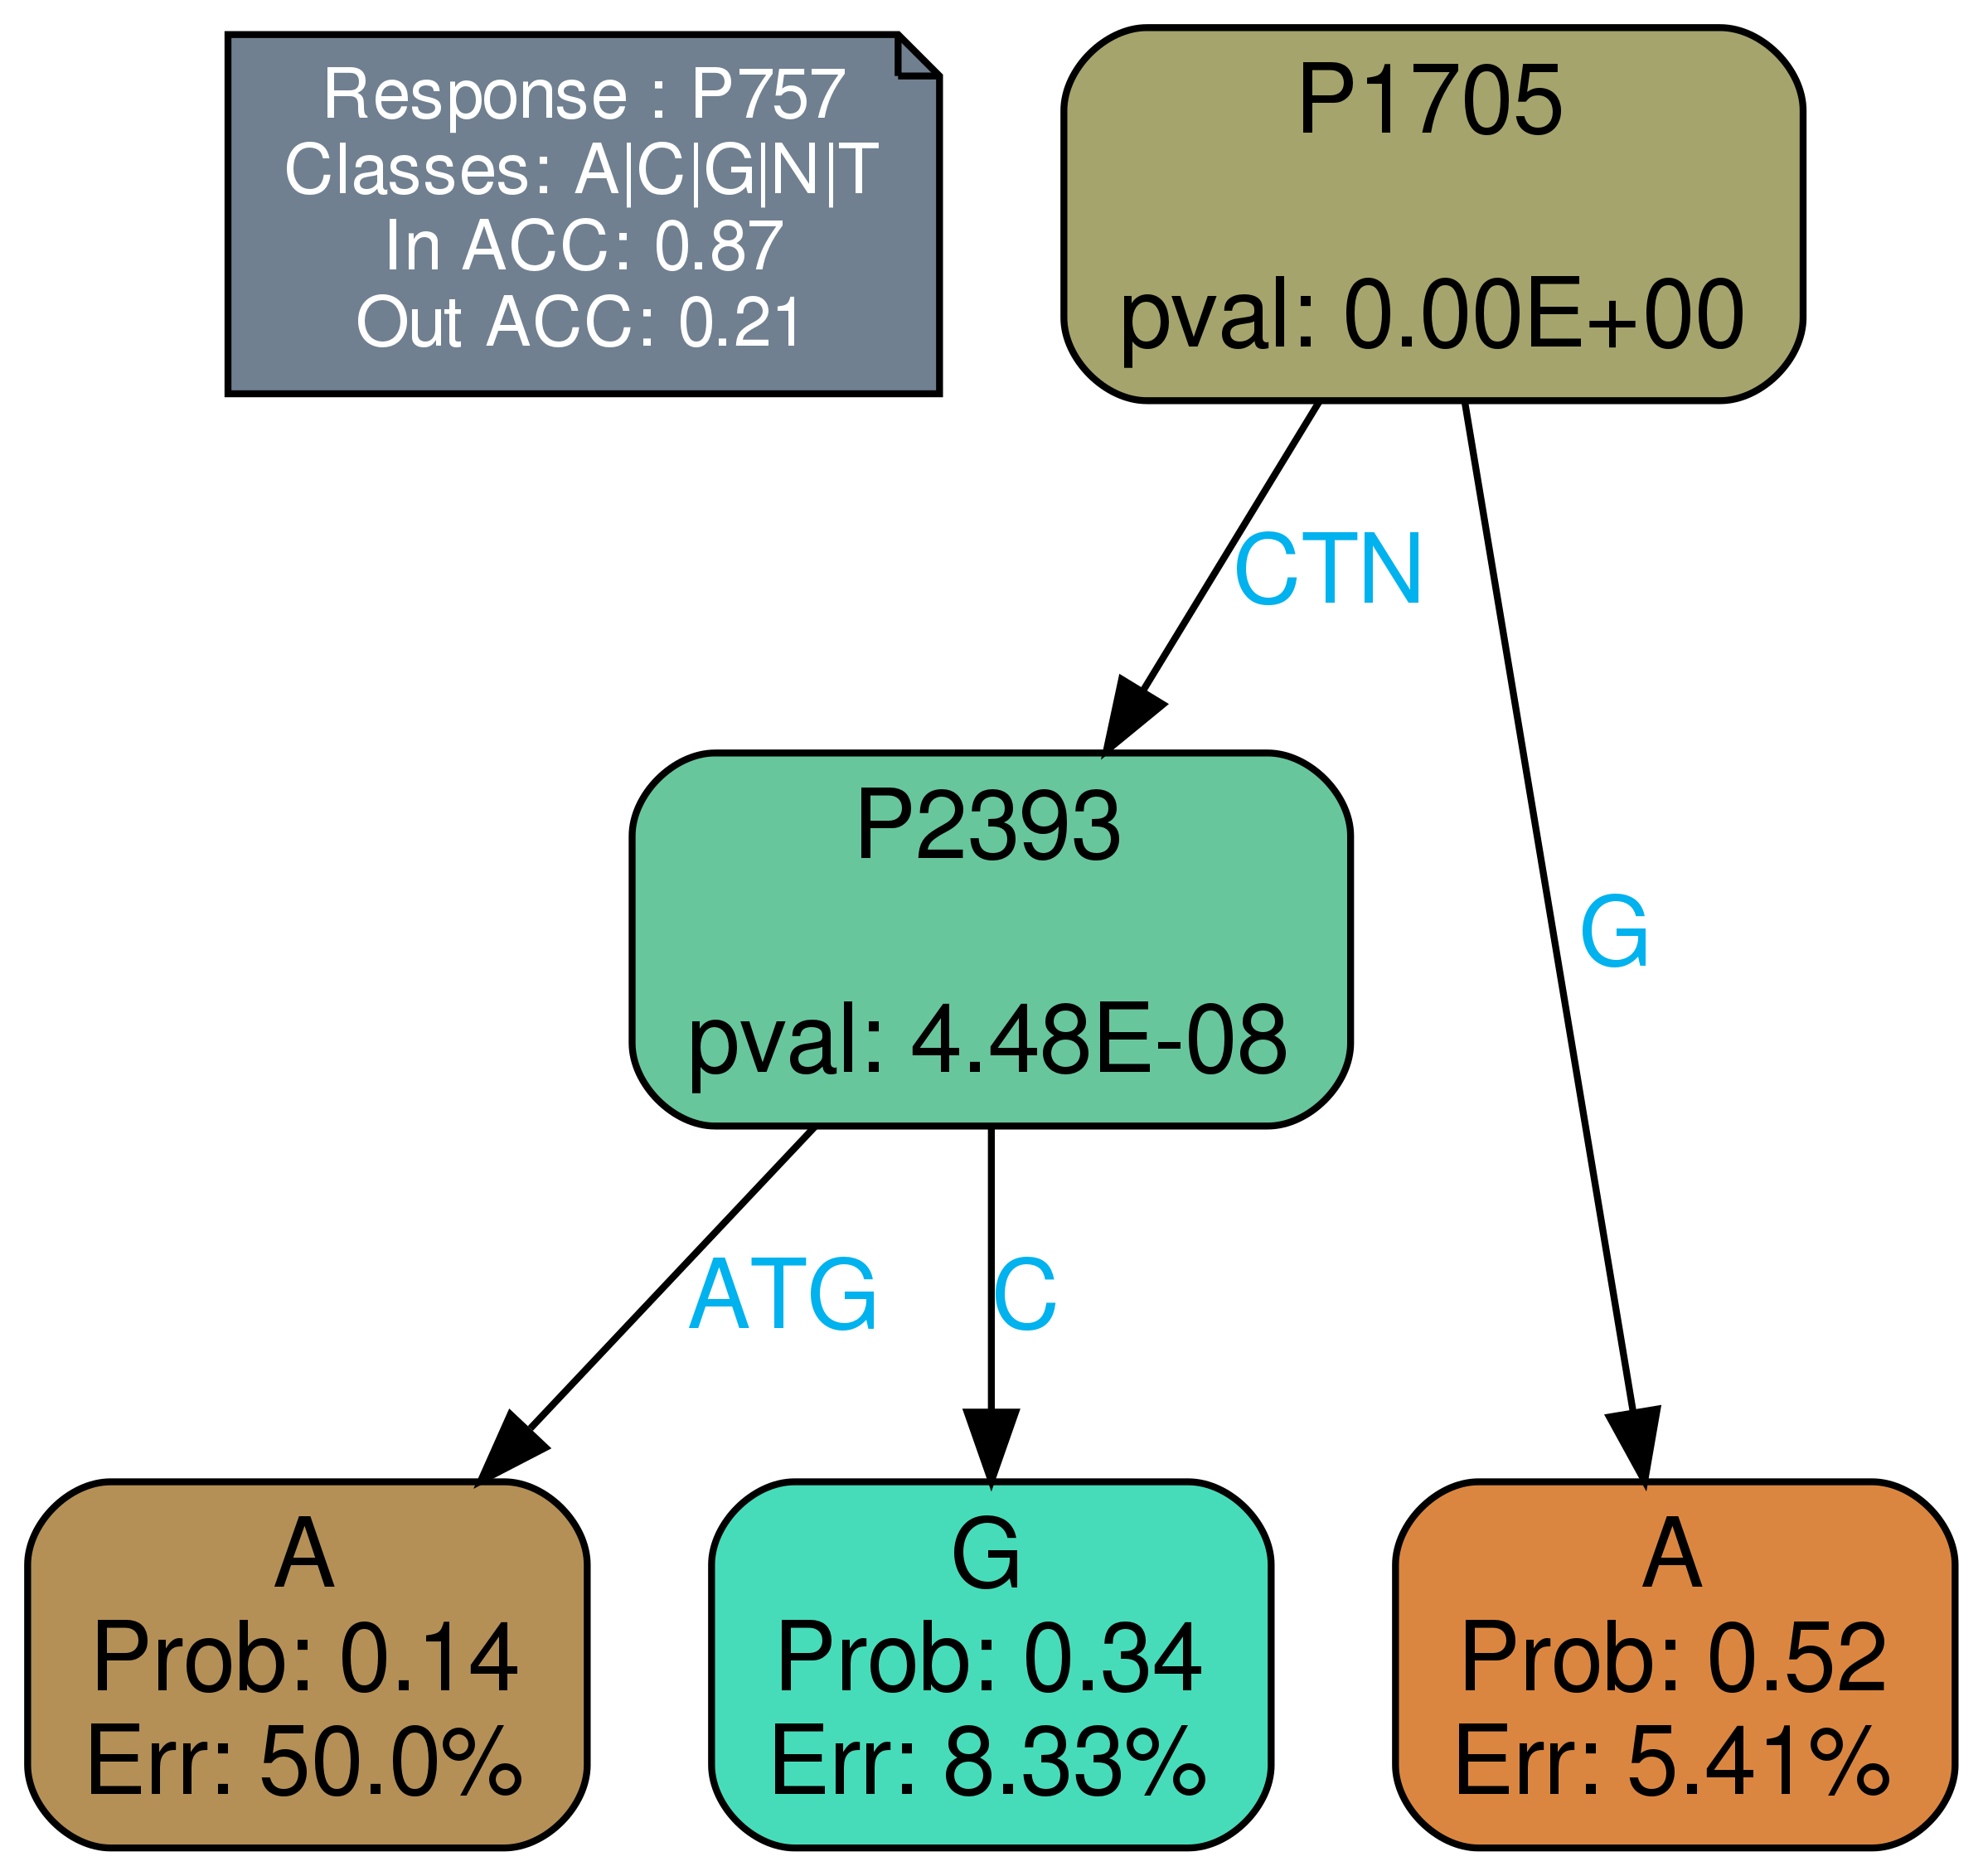 Response : P757
Classes: A|C|G|N|T
In ACC: 0.87
Out ACC: 0.21
P1705
pval: 0.00E+00
CTN
G
P2393
pval: 4.48E-08
ATG
C
A
Prob: 0.14
Err: 50.0%
G
Prob: 0.34
Err: 8.33%
A
Prob: 0.52
Err: 5.41%